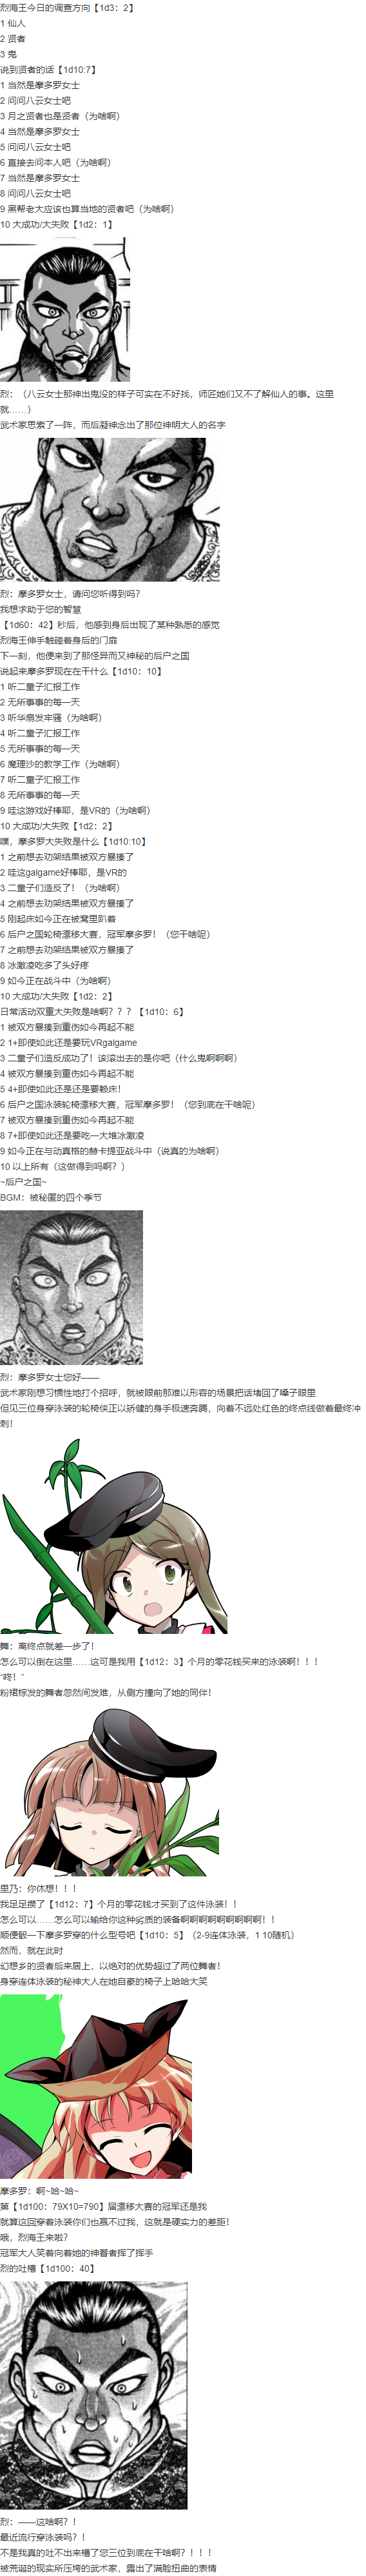 烈海王今日的调查方向【1d3：2】
1 仙人
2 贤者
3 鬼
说到贤者的话【1d10:7】
1 当然是摩多罗女士
2 问问八云女士吧
3 月之贤者也是贤者（为啥啊）
4 当然是摩多罗女士
5 问问八云女士吧
6 直接去问本人吧（为啥啊）
7 当然是摩多罗女士
8 问问八云女士吧
9 黑帮老大应该也算当地的贤者吧（为啥啊）
10 大成功/大失败【1d2：1】
烈：（八云女士那神出鬼没的样子可实在不好找，师匠她们又不了解仙人的事。这里
就……）
武术家思索了一阵，而后凝神念出了那位神明大人的名字
烈：摩多罗女士，请问您听得到吗？
我想求助于您的智慧
【1d60：42】秒后，他感到身后出现了某种熟悉的感觉
烈海王伸手触碰着身后的门扉
下一刻，他便来到了那怪异而又神秘的后户之国
说起来摩多罗现在在干什么【1d10：10】
1 听二童子汇报工作
2 无所事事的每一天
3 听华扇发牢骚（为啥啊）
4 听二童子汇报工作
5 无所事事的每一天
6 魔理沙的教学工作（为啥啊）
7 听二童子汇报工作
8 无所事事的每一天
9 哇这游戏好棒耶，是VR的（为啥啊）
10 大成功/大失败【1d2：2】
噗，摩多罗大失败是什么【1d10:10】
1 之前想去劝架结果被双方暴揍了
2 哇这galgame好棒耶，是VR的
3 二童子们造反了！（为啥啊）
4 之前想去劝架结果被双方暴揍了
5 刚起床如今正在被窝里趴着
6 后户之国轮椅漂移大赛，冠军摩多罗！（您干啥呢）
7 之前想去劝架结果被双方暴揍了
8 冰激凌吃多了头好疼
9 如今正在战斗中（为啥啊）
10 大成功/大失败【1d2：2】
日常活动双重大失败是啥啊？？？【1d10：6】
1 被双方暴揍到重伤如今再起不能
2 1+即使如此还是要玩VRgalgame
3 二童子们造反成功了！该滚出去的是你吧（什么鬼啊啊啊）
4 被双方暴揍到重伤如今再起不能
5 4+即使如此还是还是要赖床！
6 后户之国泳装轮椅漂移大赛，冠军摩多罗！（您到底在干啥呢）
7 被双方暴揍到重伤如今再起不能
8 7+即使如此还是要吃一大堆冰激凌
9 如今正在与动真格的赫卡提亚战斗中（说真的为啥啊）
10 以上所有（这做得到吗啊？）
~后户之国~
BGM：被秘匿的四个季节
烈：摩多罗女士您好——
武术家刚想习惯性地打个招呼，就被眼前那难以形容的场景把话堵回了嗓子眼里
但见三位身穿泳装的轮椅侠正以矫健的身手极速奔腾，向着不远处红色的终点线做着最终冲
刺！
舞：离终点就差一步了！
怎么可以倒在这里……这可是我用【1d12：3】个月的零花钱买来的泳装啊！！！
“咚！”
粉裙棕发的舞者忽然间发难，从侧方撞向了她的同伴！
里乃：你休想！！！
我足足攒了【1d12：7】个月的零花钱才买到了这件泳装！！
怎么可以……怎么可以输给你这种劣质的装备啊啊啊啊啊啊啊啊！！
顺便骰一下摩多罗穿的什么型号吧【1d10：5】（2-9连体泳装，1 10随机）
然而，就在此时
幻想乡的贤者后来居上，以绝对的优势超过了两位舞者！
身穿连体泳装的秘神大人在她自豪的椅子上哈哈大笑
摩多罗：啊~哈~哈~
第【1d100：79X10=790】届漂移大赛的冠军还是我
就算这回穿着泳装你们也赢不过我，这就是硬实力的差距！
哦，烈海王来啦？
冠军大人笑着向着她的神眷者挥了挥手
烈的吐槽【1d100：40】
烈：——这啥啊？！
最近流行穿泳装吗？！
不是我真的吐不出来槽了您三位到底在干啥啊？！！！
被荒诞的现实所压垮的武术家，露出了满脸扭曲的表情